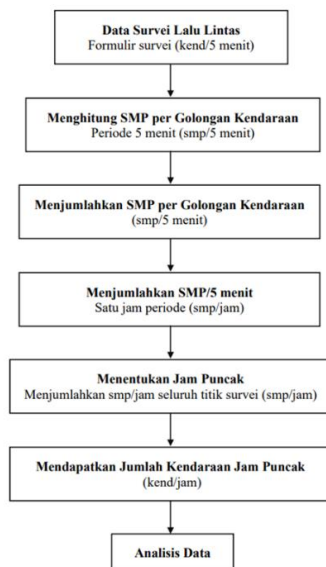 Data Survei Lalu Lintas
Formulir survei (kend/5 menit)
Menghitung SMP per Golongan Kendaraan
Periode 5 menit (smp/5 menit)
Menjumlahkan SMP per Golongan Kendaraan
(smp/5 menit)
Menjumlahkan SMP/5 menit
Satu jam periode (smp/jam)
Menentukan Jam Puncak
Menjumlahkan smp/jam seluruh titik survei (smp/jam)
Mendapatkan Jumlah Kendaraan Jam Puncak
(kend/jam)
Analisis Data